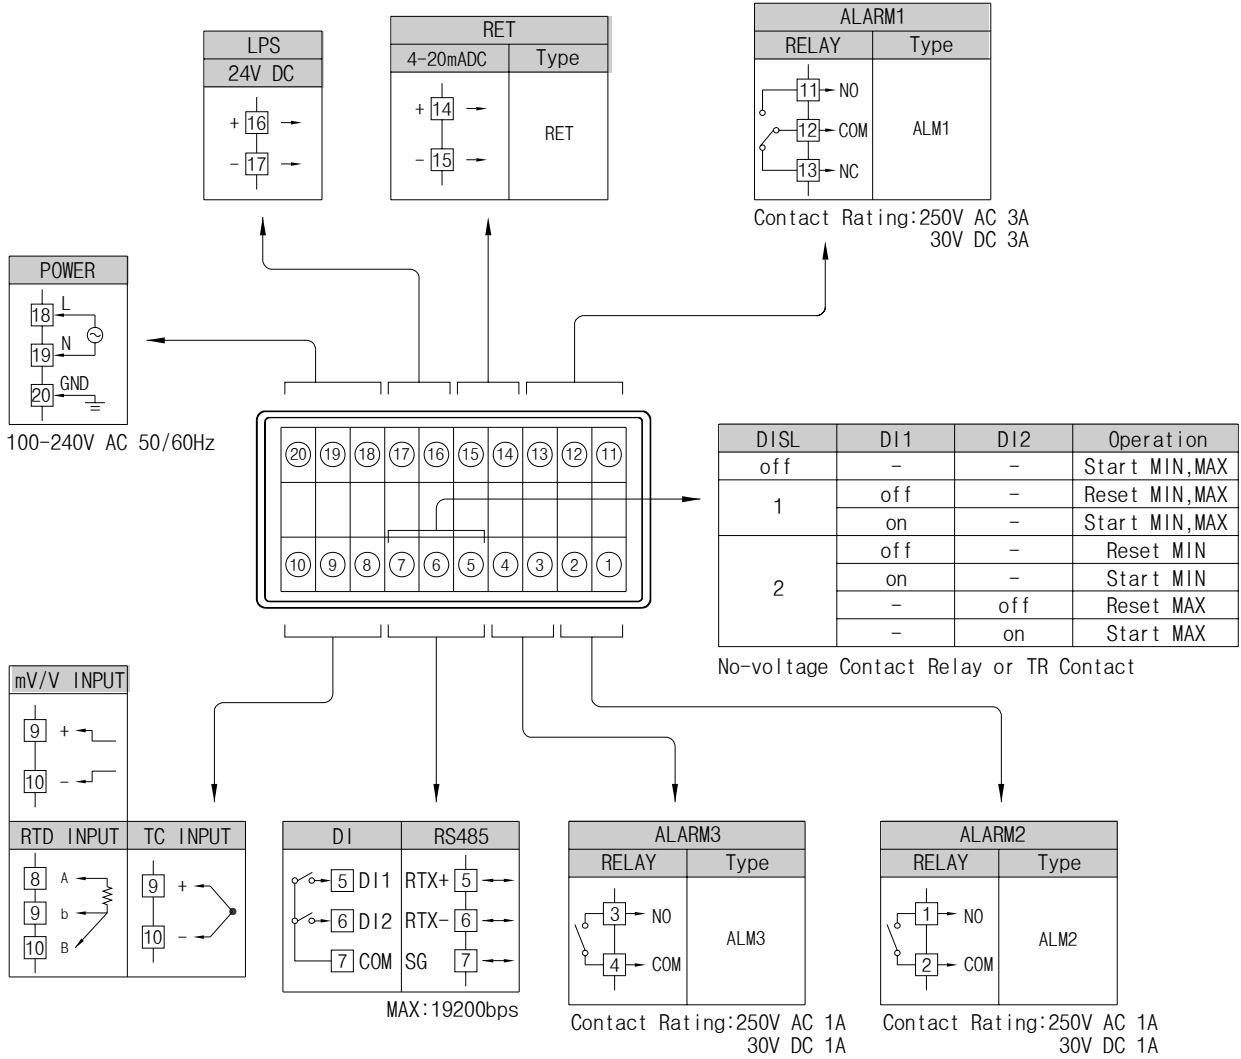 LPS
24V DC
+ 16
- 17
RET
4-20mADC Type
+ 14
- 15
RET
ALARM1
RELAY Type
11 NO
12 COM
13 NC
ALM1
Contact Rating:250V AC 3A
30V DC 3A
POWER
18 L
19 N
20 GND
100-240V AC 50/60Hz
20 19 18 17 16 15 14 13 12 11
10 9 8 7 6 5 4 3 2 1
DISL DI1 DI2 Operation
off - - Start MIN,MAX
1 off - Reset MIN,MAX
on - Start MIN,MAX
2 off - Reset MIN
on - Start MIN
- off Reset MAX
- on Start MAX
No-voltage Contact Relay or TR Contact
mV/V INPUT
9 +
10 -
RTD INPUT
8 A
9 b
10 B
TC INPUT
9 +
10 -
DI
5 DI1
6 DI2
7 COM
RS485
RTX+ 5
RTX- 6
SG 7
MAX:19200bps
ALARM3
RELAY Type
3 NO
4 COM
ALM3
Contact Rating:250V AC 1A
30V DC 1A
ALARM2
RELAY Type
1 NO
2 COM
ALM2
Contact Rating:250V AC 1A
30V DC 1A